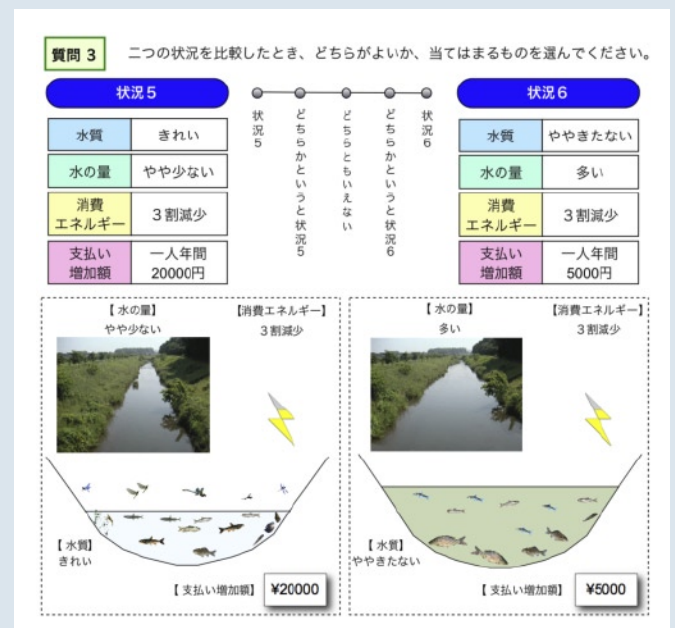 質問 3
二つの状況を比較したとき、どちらがよいか、当てはまるものを選んでください。
状況5
水質 きれい
水の量 やや少ない
消費
エネルギー
3割減少
支払い
増加額
一人年間
20000円
状況5
どちらかというと状況5
どちらともいえない
どちらかというと状況6
状況6
状況6
水質 ややきたない
水の量 多い
消費
エネルギー
3割減少
支払い
増加額
一人年間
5000円
【水の量】
やや少ない
【消費エネルギー】
3割減少
【水質】
きれい
【支払い増加額】 ¥20000
【水の量】
多い
【消費エネルギー】
3割減少
【水質】
ややきたない
【支払い増加額】 ¥5000